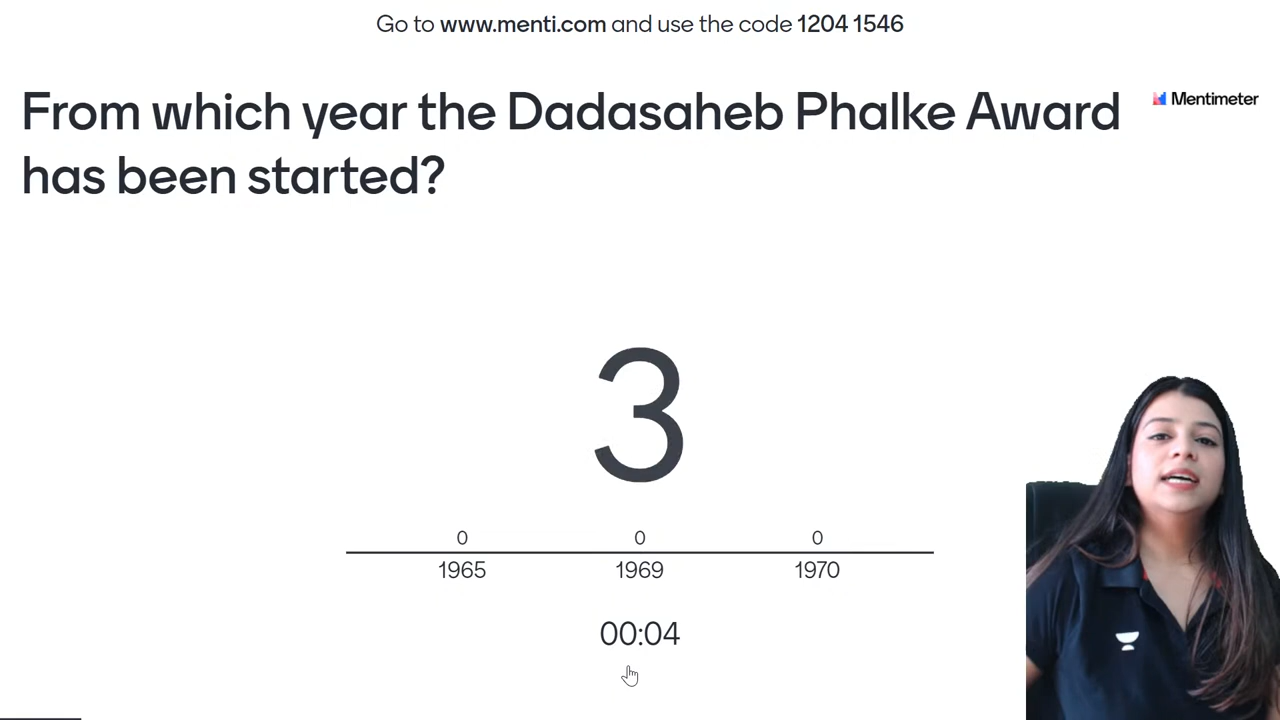 Go to www.menti.com and use the code 1204 1546
From which year the Dadasaheb Phalke Award
has been started?
Mentimeter
3
0 0 0
1965 1969 1970
00:04